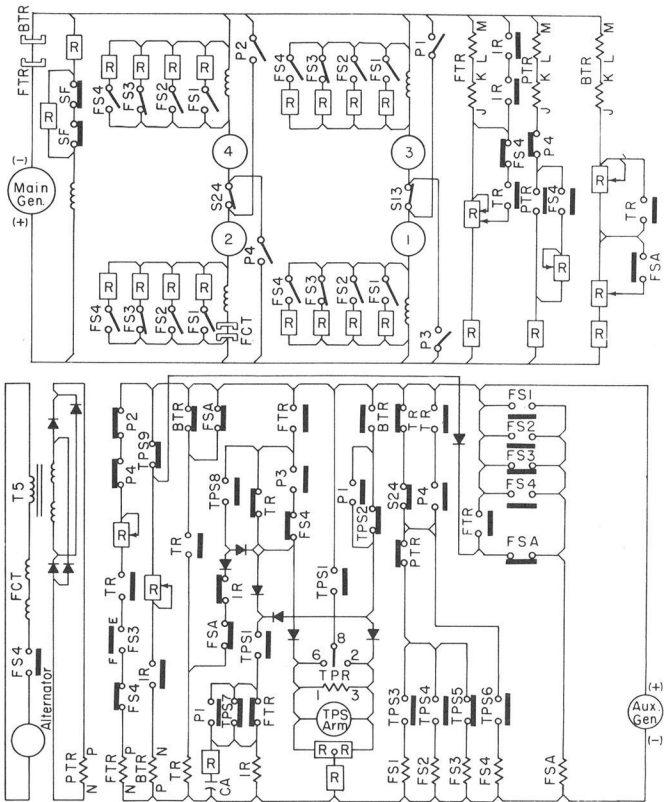 BTR
FTR
(-)
Main
Gen.
(+)
R
SF
R
SF
FS4
FS3
FS2
FS1
R
R
R
R
P2
4
S24
2
P4
R
R
R
R
FS4
FS3
FS2
FS1
FCT
FS4
FS3
FS2
FS1
R
R
R
R
P1
3
S13
1
FS4
FS3
FS2
FS1
R
R
R
R
P3
M
L
FTR
K
J
IR
IR
FS4
TR
R
R
M
L
PTR
K
J
P4
PTR
FS4
R
R
M
L
BTR
K
J
R
TR
FSA
R
R
T5
FCT
FS4
Alternator
PTR
P
N
P2
P4
R
TR
E
F
FS3
FS4
FTR
P
N
TPS9
R
IR
BTR
N
P
BTR
TR
TR
FSA
TPS8
TR
IR
FSA
TPS1
P1
TPS7
FTR
R
CA
IR
FTR
P3
FS4
TPS1
8
6
2
TPR
1
3
TPS
Arm
R
R
R
BTR
P1
TPS2
TR
TR
S24
P4
PTR
TPS3
TPS4
TPS5
TPS6
FS1
FS2
FS3
FS4
FTR
FS1
FS2
FS3
FS4
FSA
FSA
(+)
Aux.
Gen.
(-)